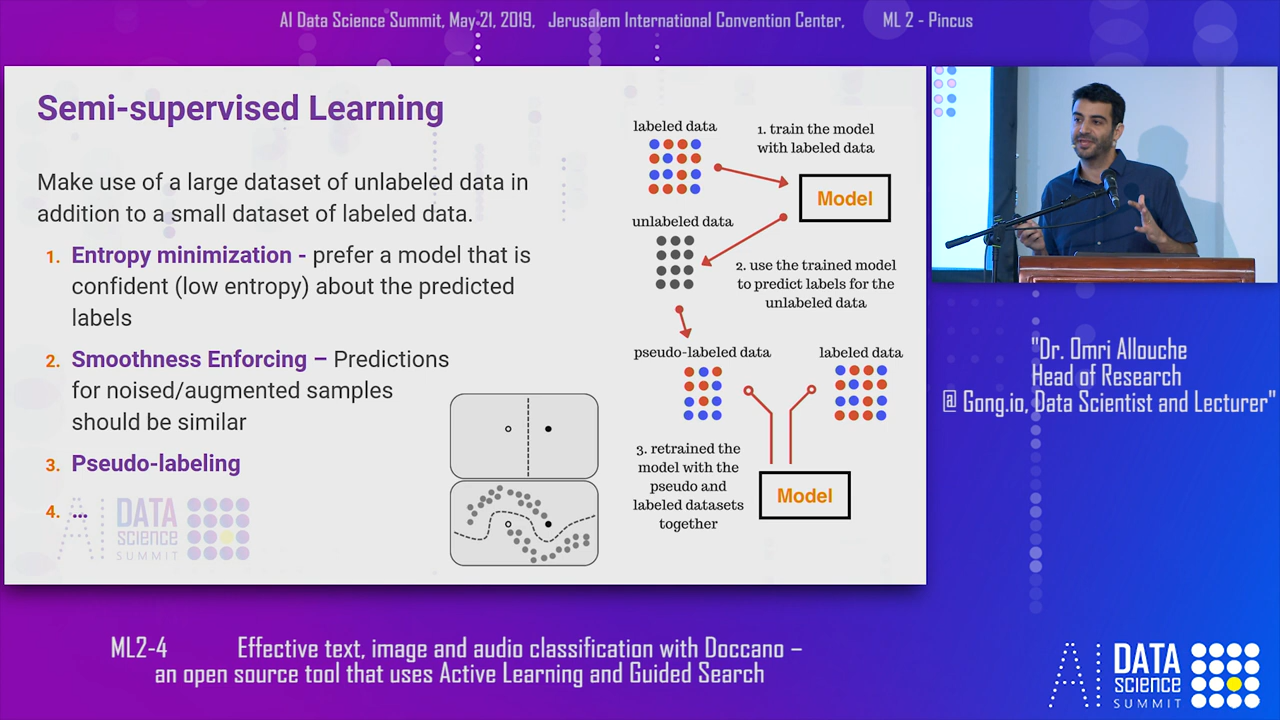 AI Data Science Summit, May 21, 2019, Jerusalem International Convention Center, ML 2 - Pincus
Semi-supervised Learning
Make use of a large dataset of unlabeled data in
addition to a small dataset of labeled data.
1. Entropy minimization - prefer a model that is
confident (low entropy) about the predicted
labels
2. Smoothness Enforcing – Predictions
for noised/augmented samples
should be similar
3. Pseudo-labeling
4. ...
AI DATA
science
SUMMIT
labeled data
1. train the model
with labeled data
Model
unlabeled data
2. use the trained model
to predict labels for the
unlabeled data
pseudo-labeled data
labeled data
3. retrained the
model with the
pseudo and
labeled datasets
together
Model
"Dr. Omri Allouche
Head of Research
@ Gong.io, Data Scientist and Lecturer"
ML2-4 Effective text, image and audio classification with Doccano –
an open source tool that uses Active Learning and Guided Search
AI DATA
science
SUMMIT